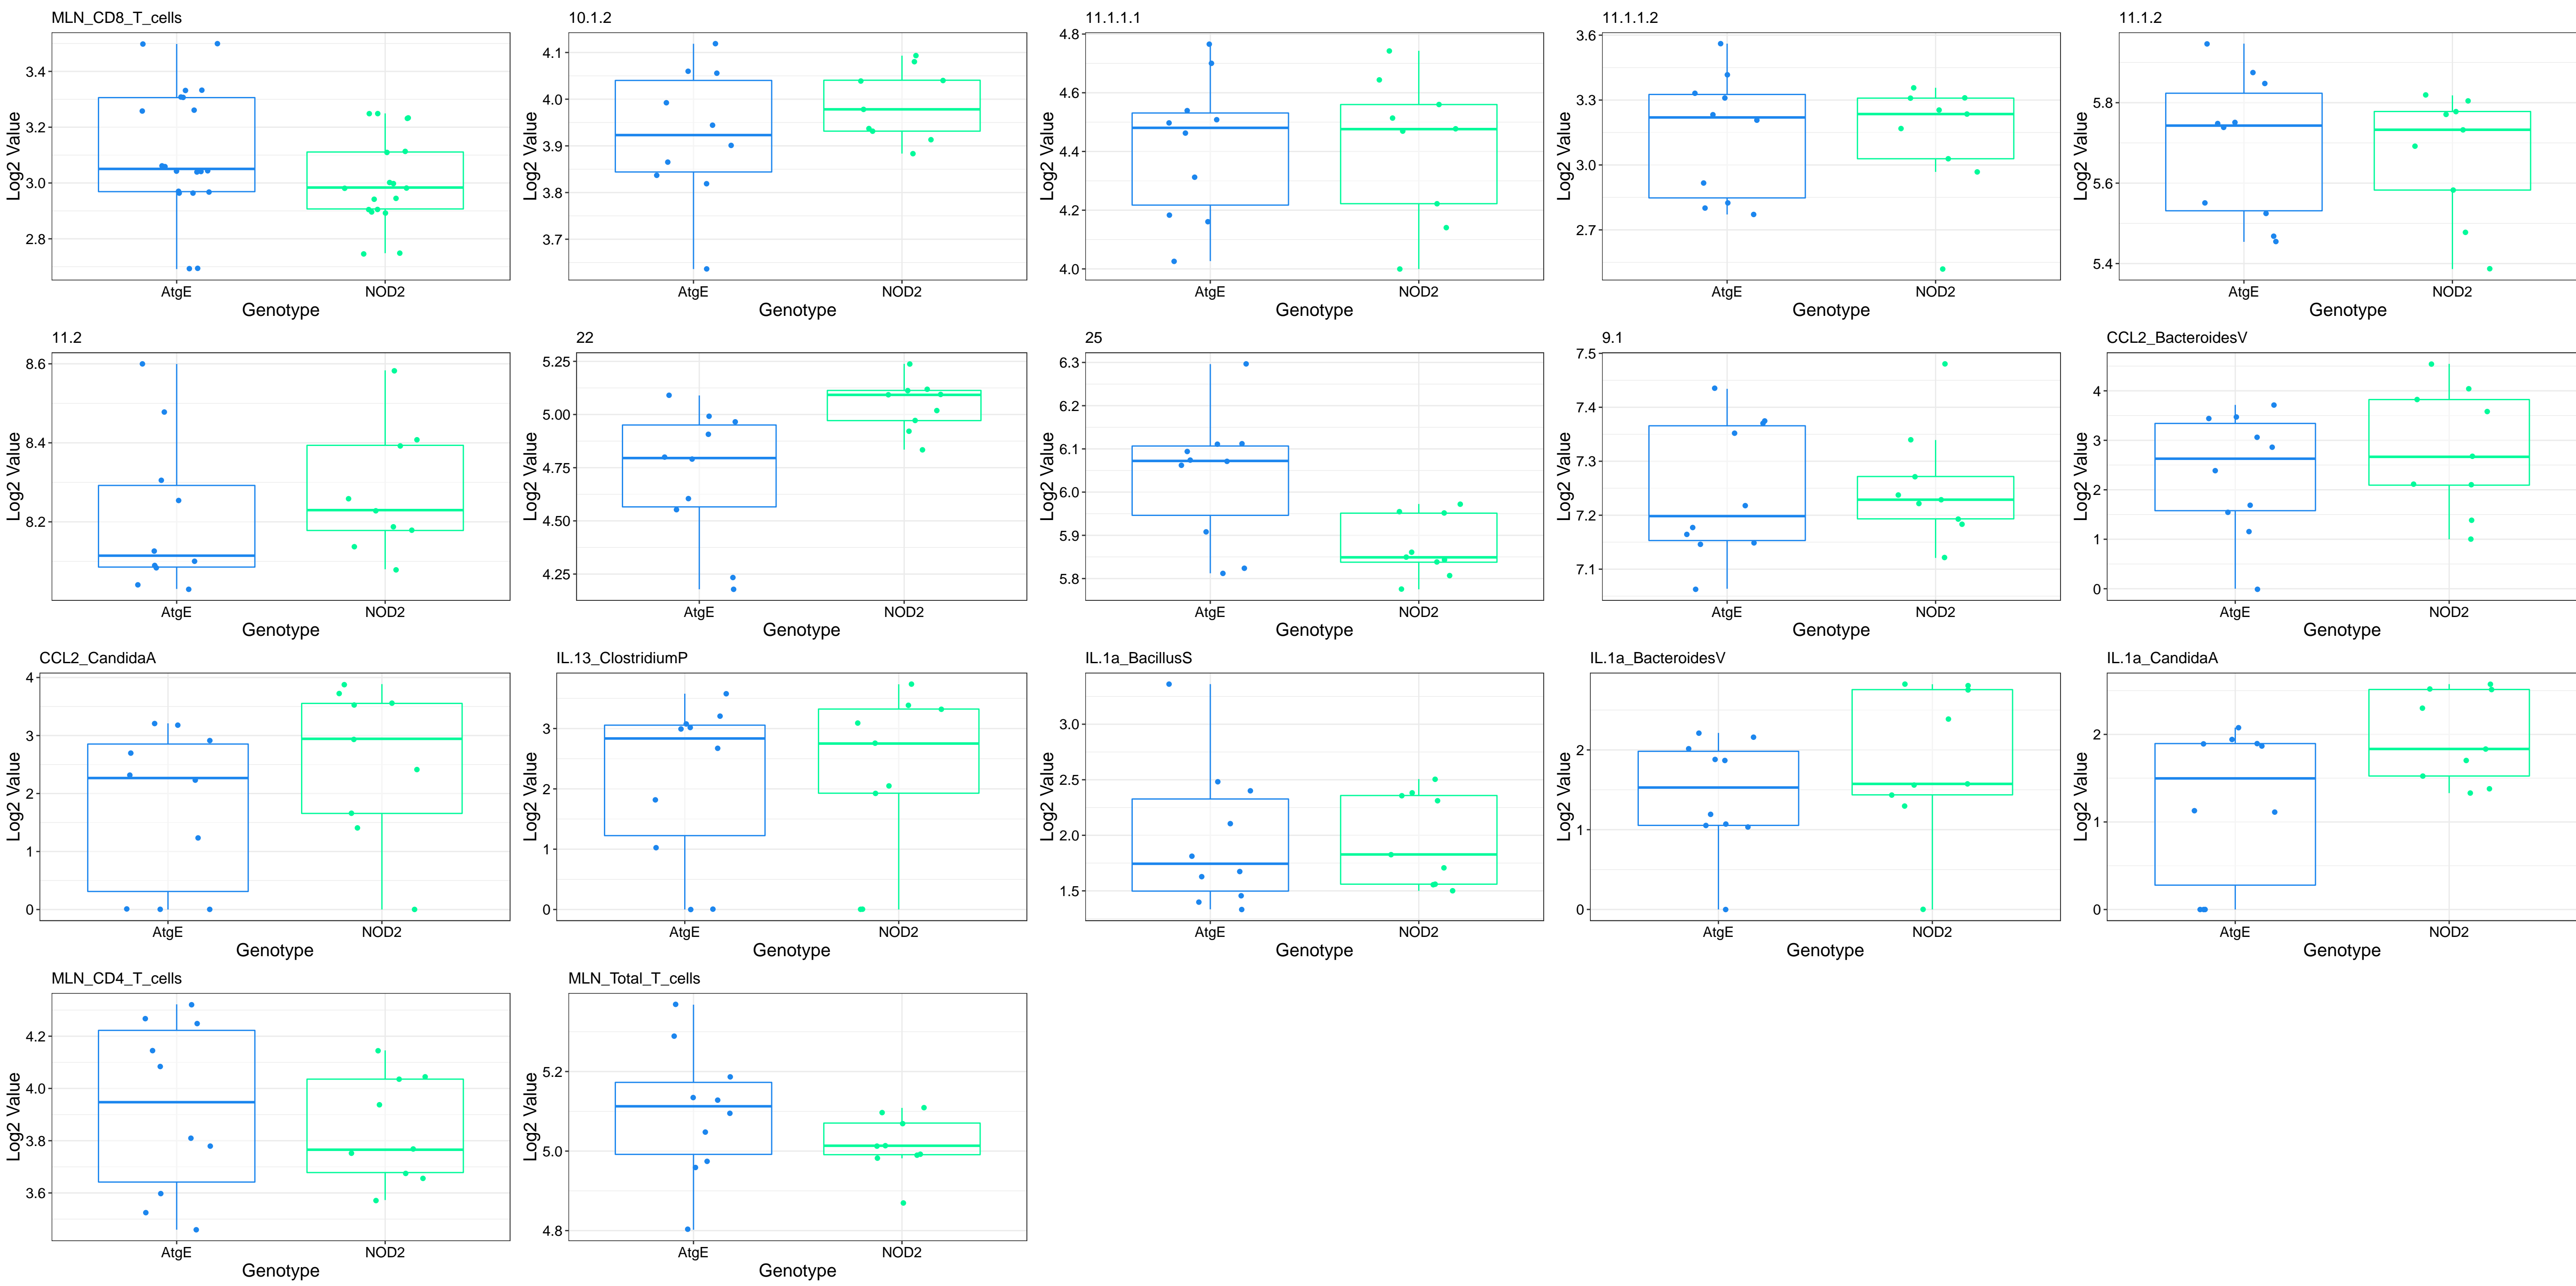 MLN_CD8_T_cells
10.1.2
11.1.1.1
11.1.1.2
11.1.2
Log2 Value
3.4
3.2
3.0
2.8
AtgE
NOD2
Genotype
Log2 Value
4.1
4.0
3.9
3.8
3.7
AtgE
NOD2
Genotype
Log2 Value
4.8
4.6
4.4
4.2
4.0
AtgE
NOD2
Genotype
Log2 Value
3.6
3.3
3.0
2.7
AtgE
NOD2
Genotype
Log2 Value
5.8
5.6
5.4
AtgE
NOD2
Genotype
11.2
22
25
9.1
CCL2_BacteroidesV
Log2 Value
8.6
8.4
8.2
AtgE
NOD2
Genotype
Log2 Value
5.25
5.00
4.75
4.50
4.25
AtgE
NOD2
Genotype
Log2 Value
6.3
6.2
6.1
6.0
5.9
5.8
AtgE
NOD2
Genotype
Log2 Value
7.5
7.4
7.3
7.2
7.1
AtgE
NOD2
Genotype
Log2 Value
4
3
2
1
0
AtgE
NOD2
Genotype
CCL2_CandidaA
IL.13_ClostridiumP
IL.1a_BacillusS
IL.1a_BacteroidesV
IL.1a_CandidaA
Log2 Value
4
3
2
1
0
AtgE
NOD2
Genotype
Log2 Value
3
2
1
0
AtgE
NOD2
Genotype
Log2 Value
3.0
2.5
2.0
1.5
AtgE
NOD2
Genotype
Log2 Value
2
1
0
AtgE
NOD2
Genotype
Log2 Value
2
1
0
AtgE
NOD2
Genotype
MLN_CD4_T_cells
MLN_Total_T_cells
Log2 Value
4.2
4.0
3.8
3.6
AtgE
NOD2
Genotype
Log2 Value
5.2
5.0
4.8
AtgE
NOD2
Genotype